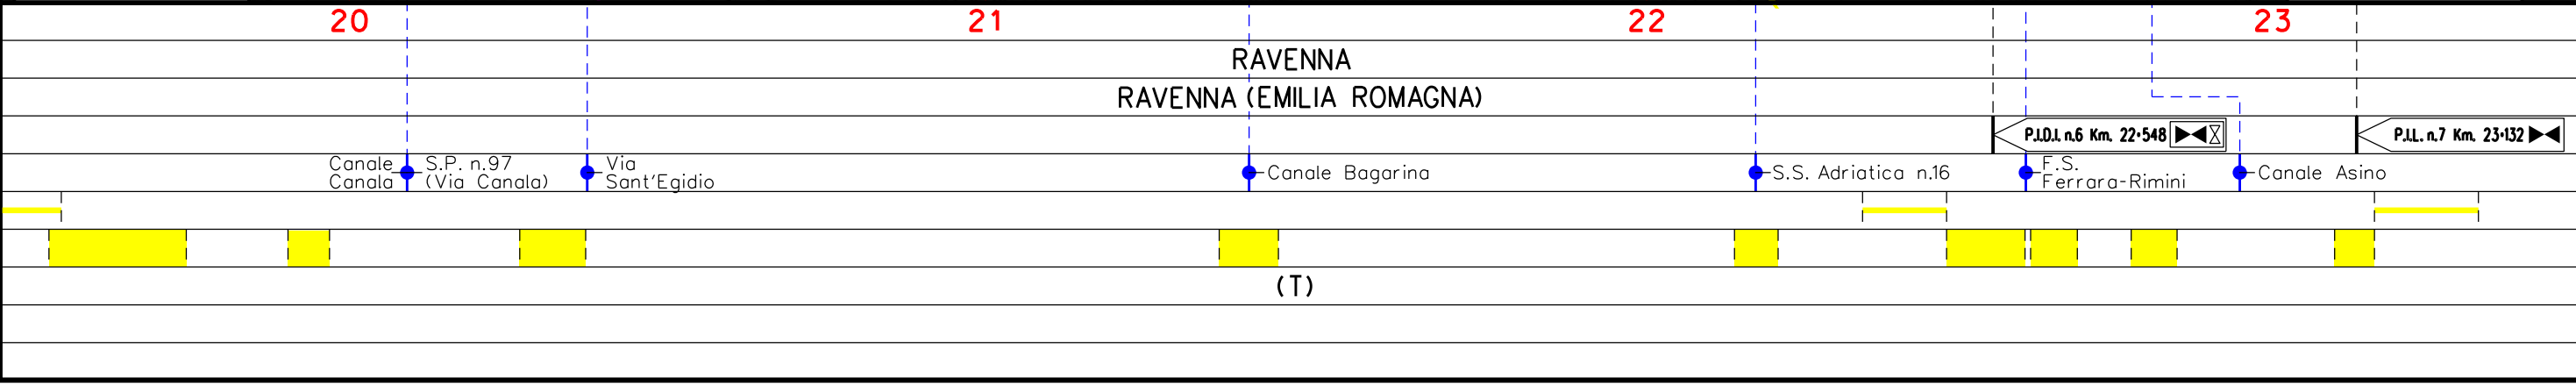 20 21 22 23
RAVENNA
RAVENNA (EMILIA ROMAGNA)
P.I.D.I. n.6 Km. 22+548
P.I.L. n.7 Km. 23+132
Canale
Canala
S.P. n.97
(Via Canala)
Via
Sant'Egidio
Canale Bagarina
S.S. Adriatica n.16
F.S.
Ferrara-Rimini
Canale Asino
(T)